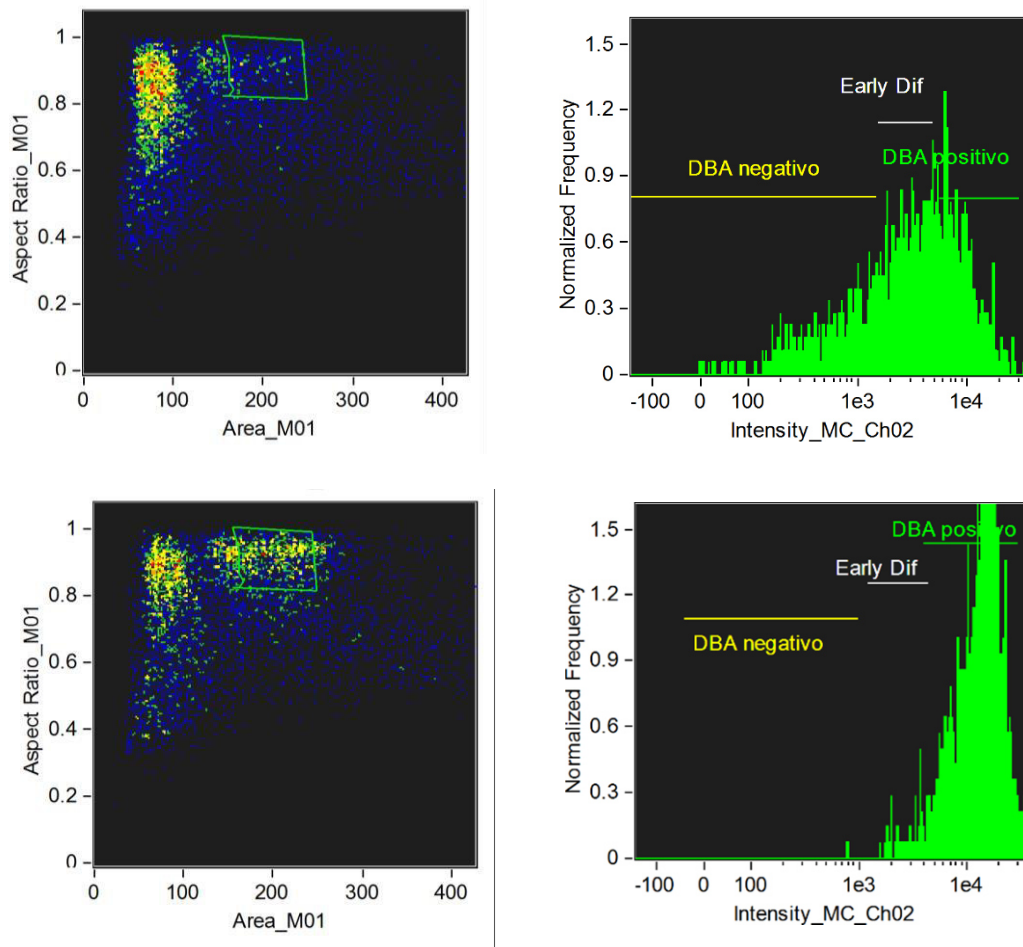 1
0.8
0.6
0.4
0.2
0
0 100 200 300 400
Aspect Ratio_M01
Area_M01
1.5
1.2
0.9
0.6
0.3
0
-100 0 100 1e3 1e4
Normalized Frequency
Intensity_MC_Ch02
Early Dif
DBA positivo
DBA negativo
1
0.8
0.6
0.4
0.2
0
0 100 200 300 400
Aspect Ratio_M01
Area_M01
1.5
1.2
0.9
0.6
0.3
0
-100 0 100 1e3 1e4
Normalized Frequency
Intensity_MC_Ch02
DBA positivo
Early Dif
DBA negativo